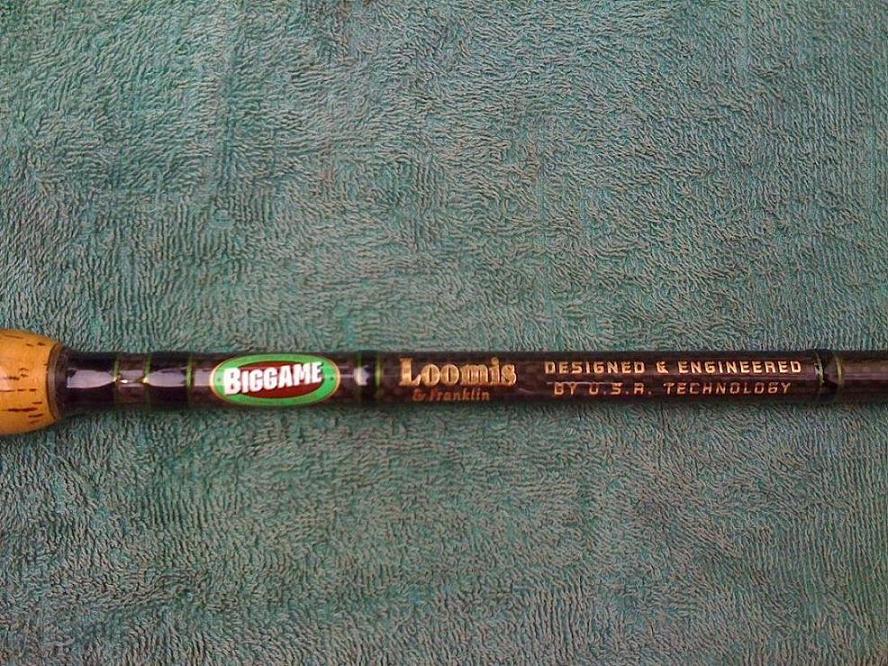 BIGGAME
Loomis
& Franklin
DESIGNED & ENGINEERED
BY U.S.A. TECHNOLOGY